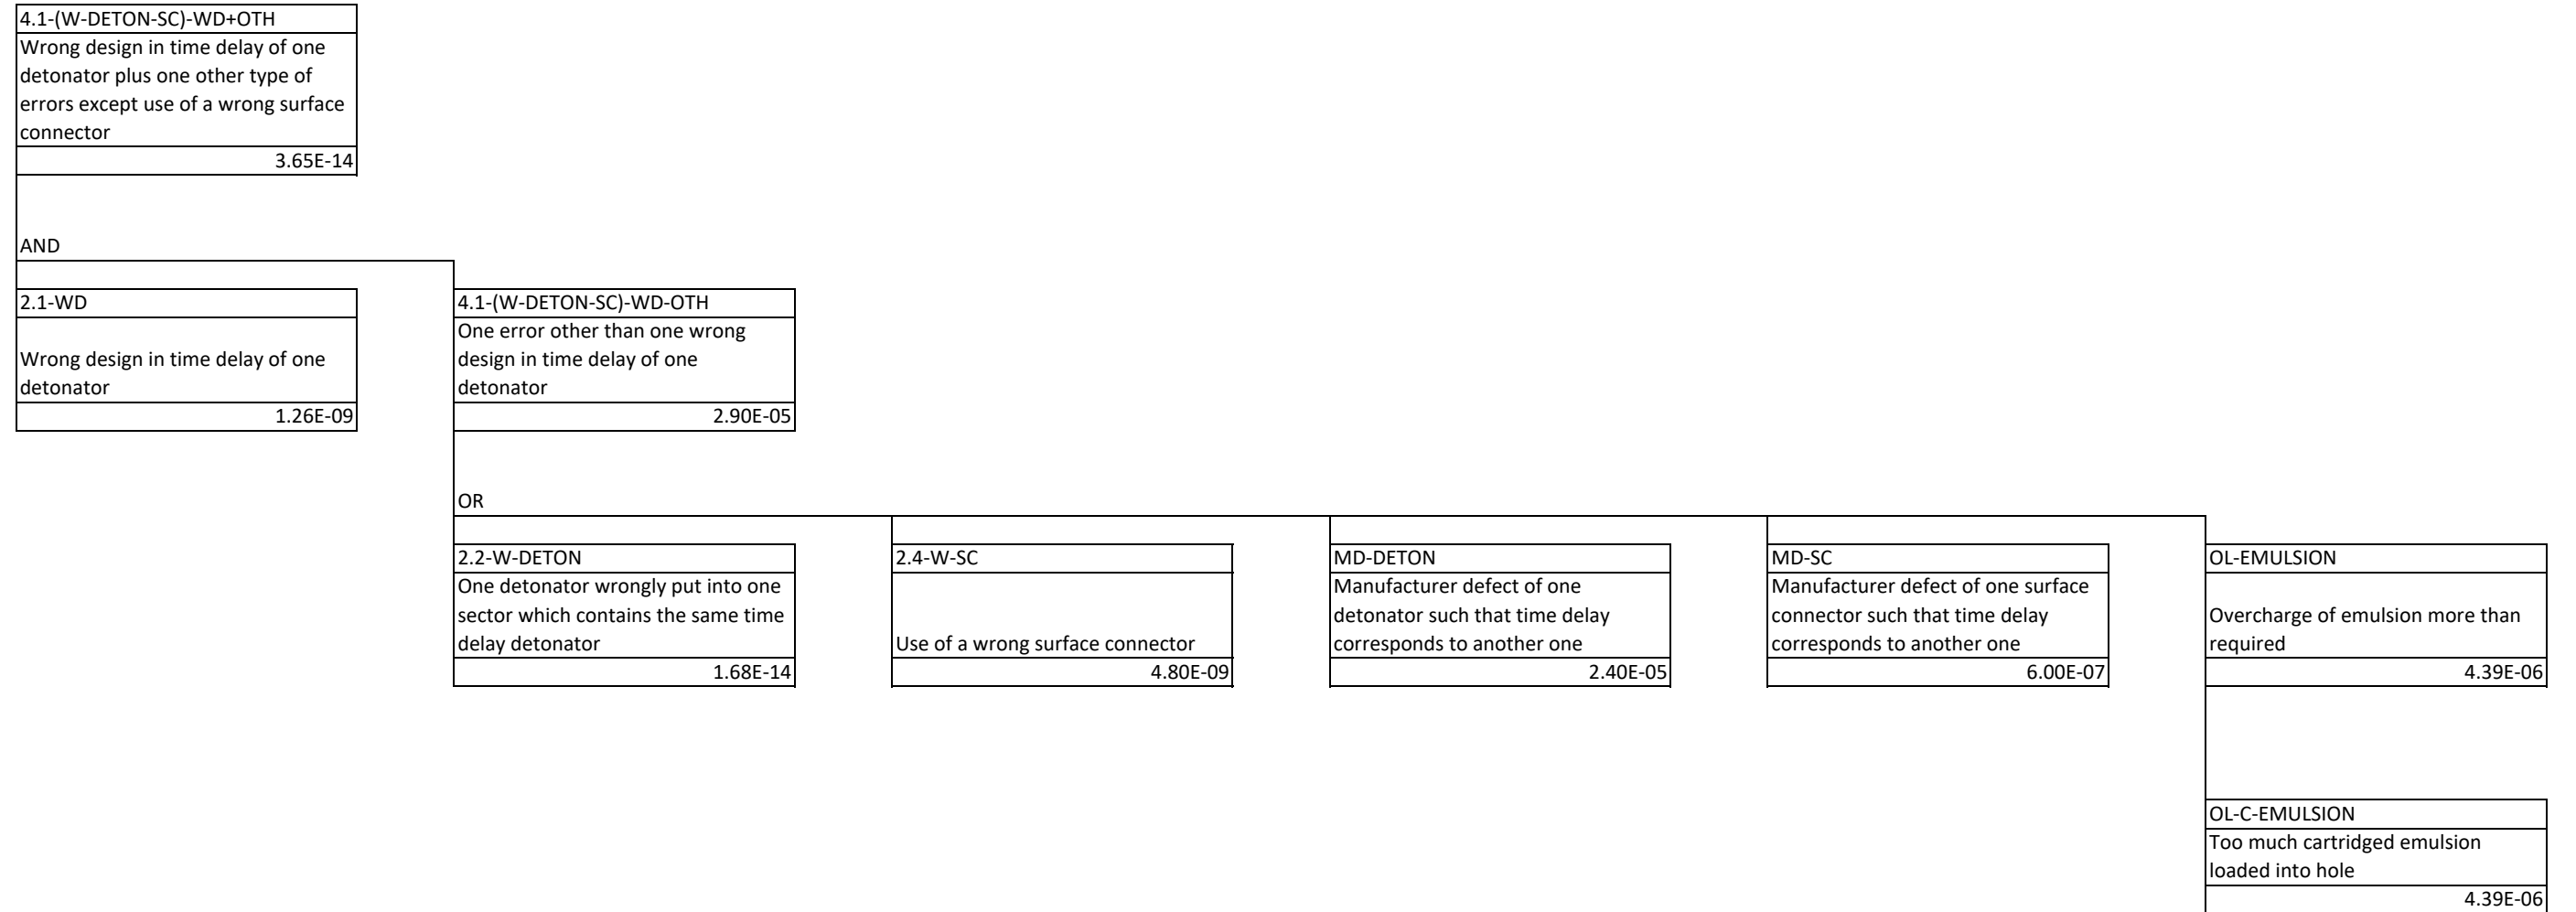 4.1-(W-DETON-SC)-WD+OTH
Wrong design in time delay of one
detonator plus one other type of
errors except use of a wrong surface
connector
3.65E-14
AND
2.1-WD
Wrong design in time delay of one
detonator
1.26E-09
4.1-(W-DETON-SC)-WD-OTH
One error other than one wrong
design in time delay of one
detonator
2.90E-05
OR
2.2-W-DETON
One detonator wrongly put into one
sector which contains the same time
delay detonator
1.68E-14
2.4-W-SC
Use of a wrong surface connector
4.80E-09
MD-DETON
Manufacturer defect of one
detonator such that time delay
corresponds to another one
2.40E-05
MD-SC
Manufacturer defect of one surface
connector such that time delay
corresponds to another one
6.00E-07
OL-EMULSION
Overcharge of emulsion more than
required
4.39E-06
OL-C-EMULSION
Too much cartridged emulsion
loaded into hole
4.39E-06